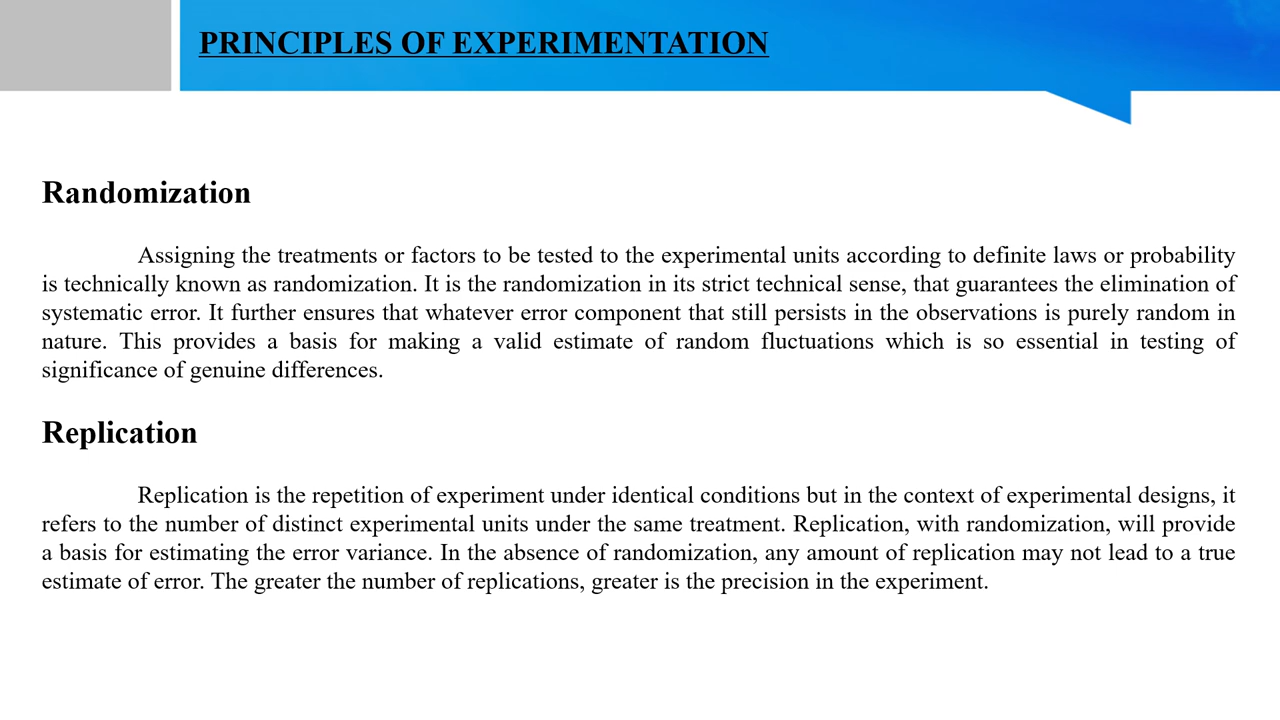 PRINCIPLES OF EXPERIMENTATION
Randomization
Assigning the treatments or factors to be tested to the experimental units according to definite laws or probability
is technically known as randomization. It is the randomization in its strict technical sense, that guarantees the elimination of
systematic error. It further ensures that whatever error component that still persists in the observations is purely random in
nature. This provides a basis for making a valid estimate of random fluctuations which is so essential in testing of
significance of genuine differences.
Replication
Replication is the repetition of experiment under identical conditions but in the context of experimental designs, it
refers to the number of distinct experimental units under the same treatment. Replication, with randomization, will provide
a basis for estimating the error variance. In the absence of randomization, any amount of replication may not lead to a true
estimate of error. The greater the number of replications, greater is the precision in the experiment.